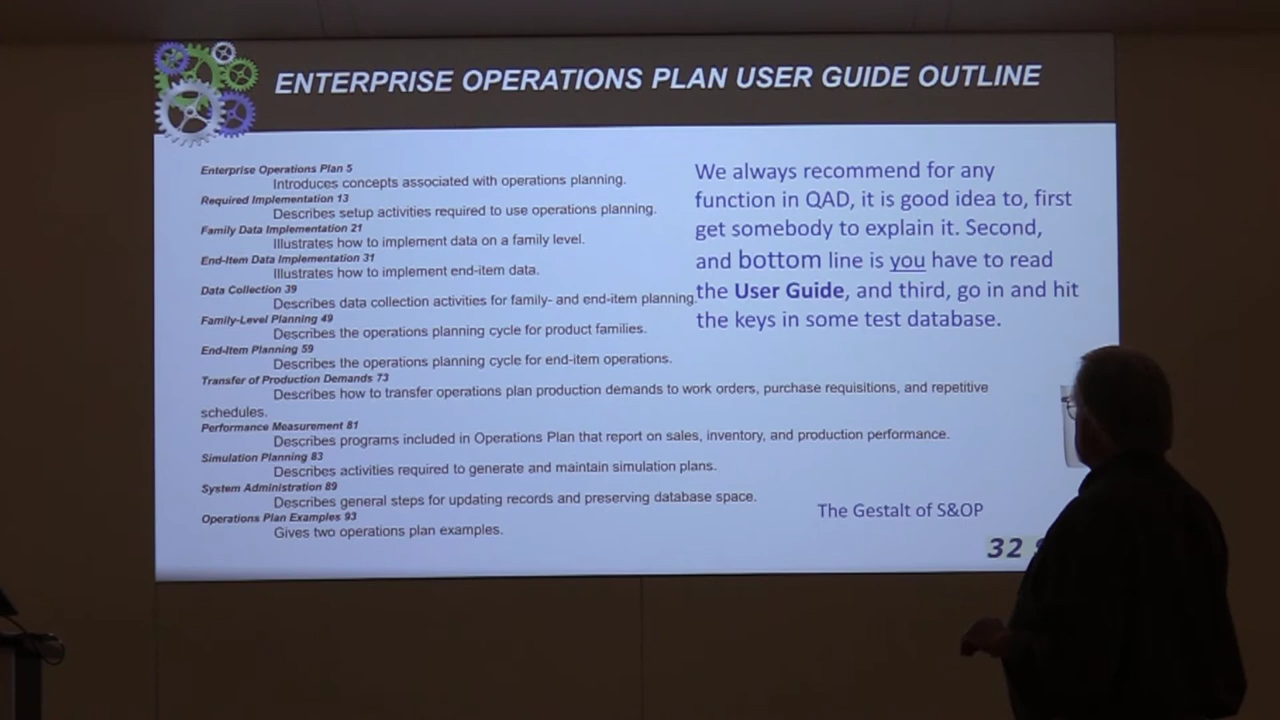 ENTERPRISE OPERATIONS PLAN USER GUIDE OUTLINE
Enterprise Operations Plan 5
Introduces concepts associated with operations planning.
Required Implementation 13
Describes setup activities required to use operations planning.
Family Data Implementation 21
Illustrates how to implement data on a family level.
End-Item Data Implementation 31
Illustrates how to implement end-item data.
Data Collection 39
Describes data collection activities for family- and end-item planning.
Family-Level Planning 49
Describes the operations planning cycle for product families.
End-Item Planning 59
Describes the operations planning cycle for end-item operations.
Transfer of Production Demands 73
Describes how to transfer operations plan production demands to work orders, purchase requisitions, and repetitive
schedules.
Performance Measurement 81
Describes programs included in Operations Plan that report on sales, inventory, and production performance.
Simulation Planning 83
Describes activities required to generate and maintain simulation plans.
System Administration 89
Describes general steps for updating records and preserving database space.
Operations Plan Examples 93
Gives two operations plan examples.
We always recommend for any
function in QAD, it is good idea to, first
get somebody to explain it. Second,
and bottom line is you have to read
the User Guide, and third, go in and hit
the keys in some test database.
The Gestalt of S&OP
32